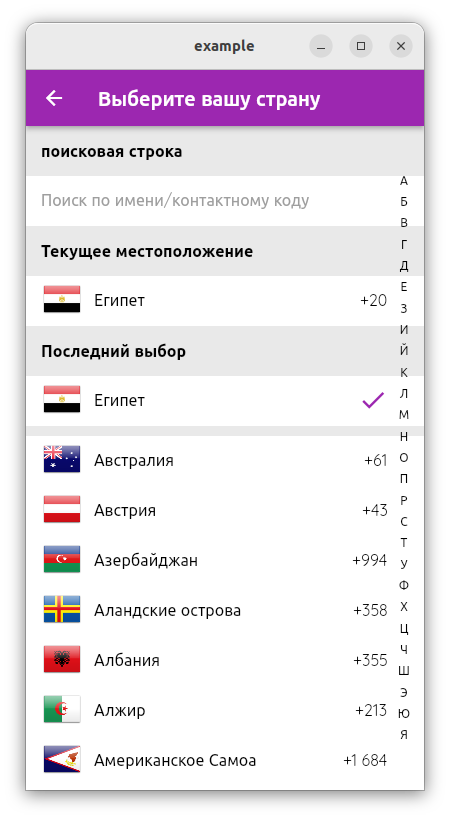 example
Выберите вашу страну
поисковая строка
Поиск по имени/контактному коду
Текущее местоположение
Египет +20
Последний выбор
Египет
Австралия +61
Австрия +43
Азербайджан +994
Аландские острова +358
Албания +355
Алжир +213
Американское Самоа +1 684
А
Б
В
Г
Д
Е
З
И
Й
К
Л
М
Н
О
П
Р
С
Т
У
Ф
Х
Ц
Ч
Ш
Э
Ю
Я